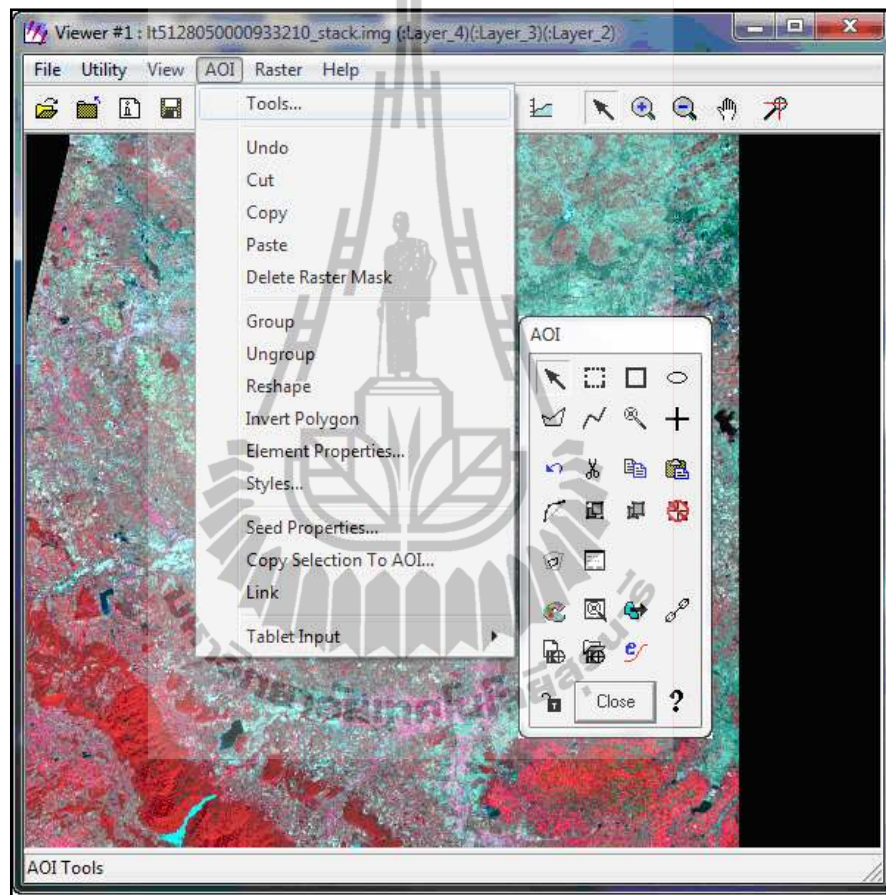 Viewer #1 : lt5128050000933210_stack.img (:Layer_4)(:Layer_3)(:Layer_2)
File Utility View AOI Raster Help
Tools...
Undo
Cut
Copy
Paste
Delete Raster Mask
Group
Ungroup
Reshape
Invert Polygon
Element Properties...
Styles...
Seed Properties...
Copy Selection To AOI...
Link
Tablet Input
AOI
Close
AOI Tools